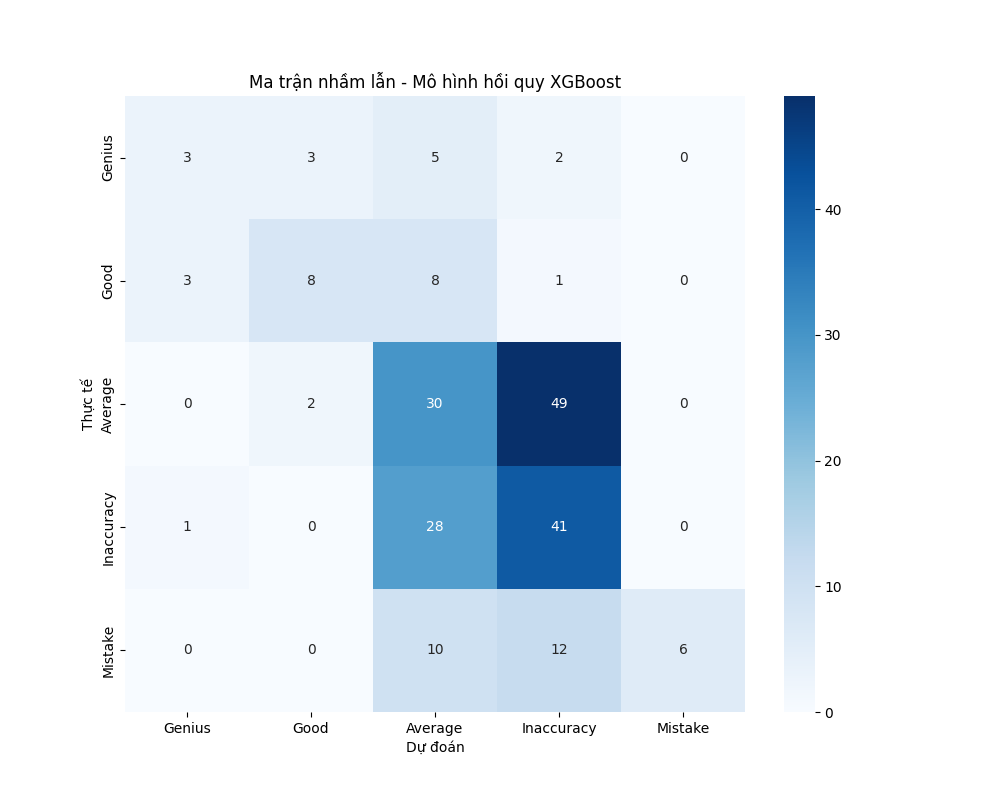 Ma trận nhầm lẫn - Mô hình hồi quy XGBoost
Thực tế
Genius 3 3 5 2 0
Good 3 8 8 1 0
Average 0 2 30 49 0
Inaccuracy 1 0 28 41 0
Mistake 0 0 10 12 6
Genius Good Average Inaccuracy Mistake
Dự đoán
40
30
20
10
0